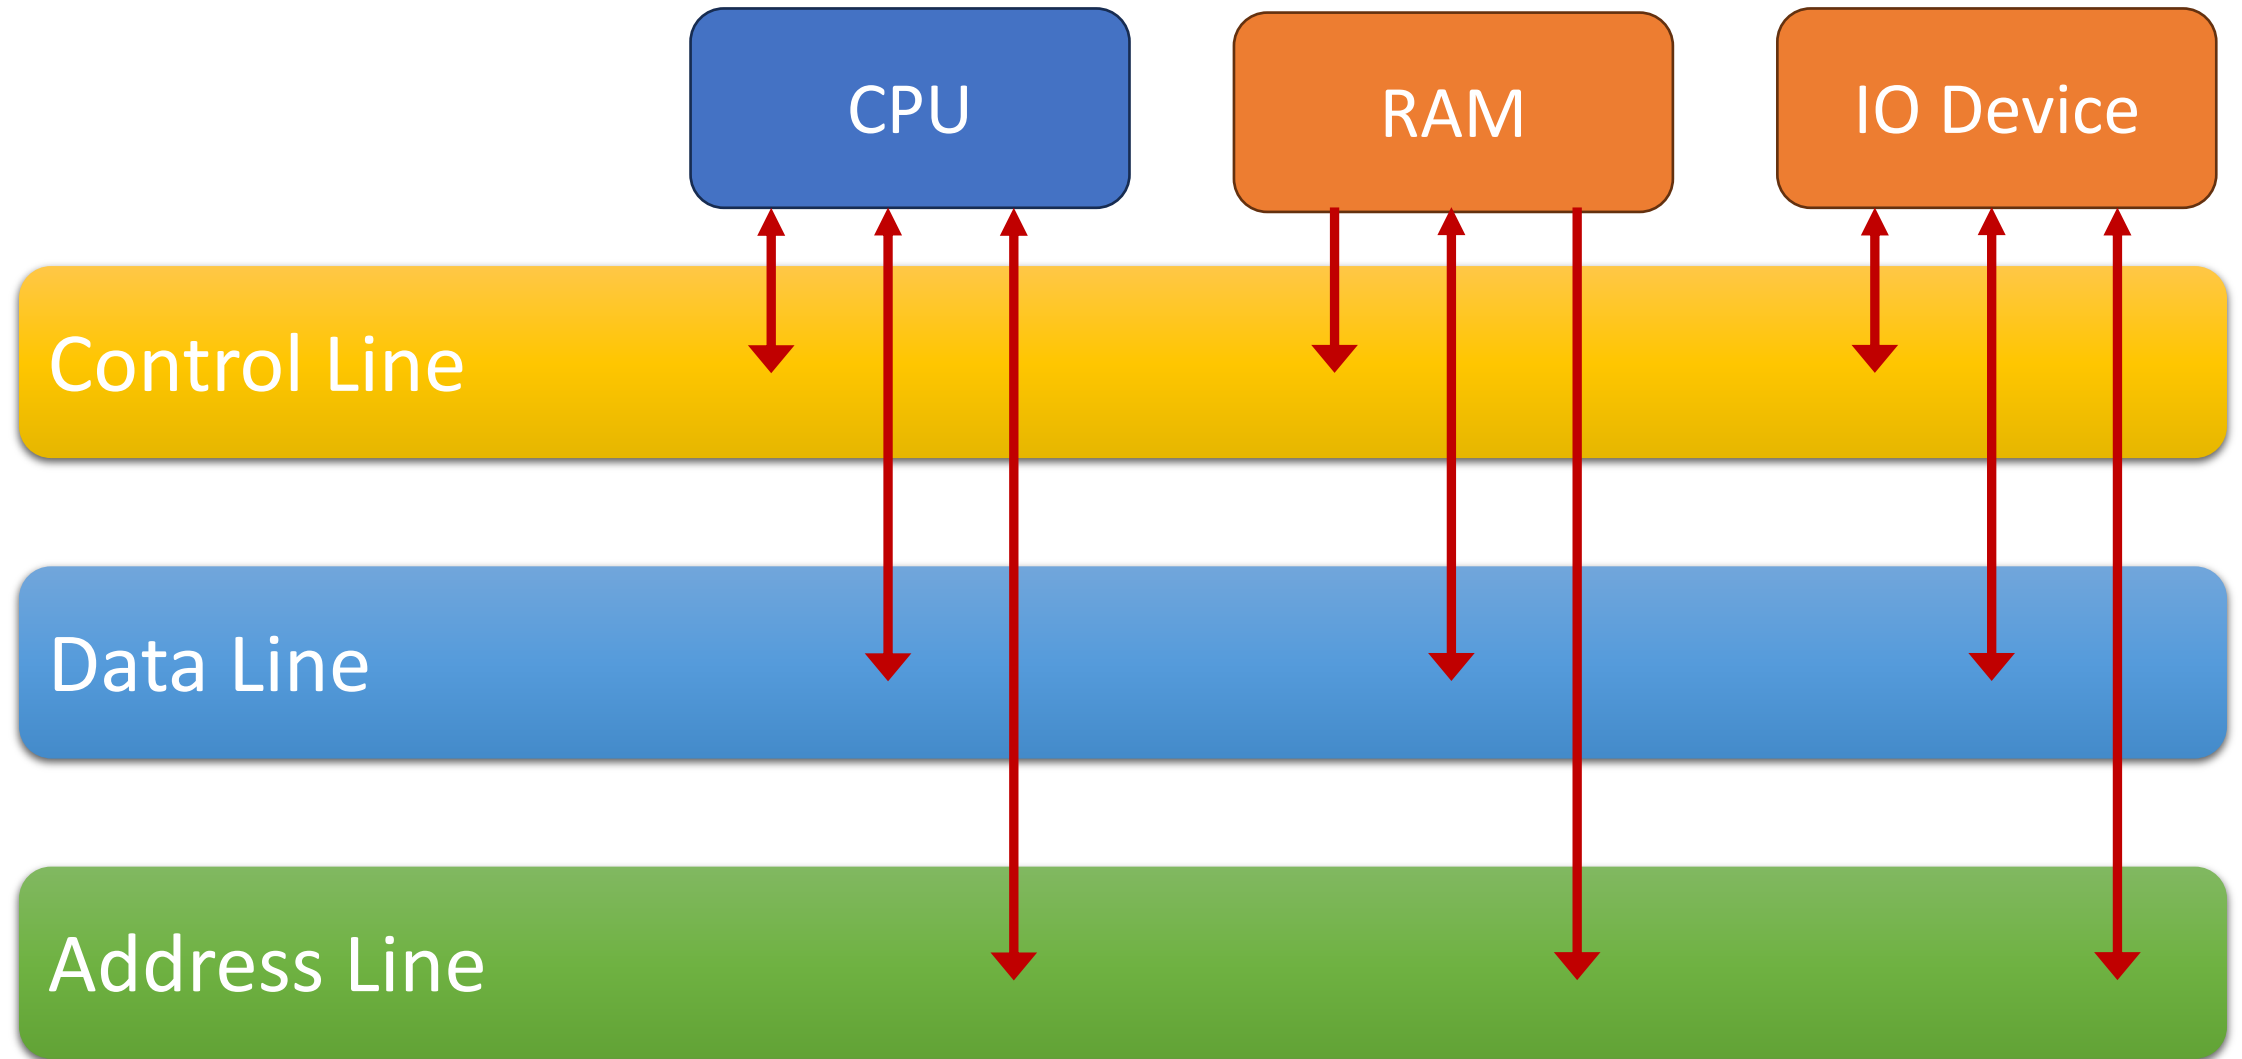 CPU
RAM
IO Device
Control Line
Data Line
Address Line